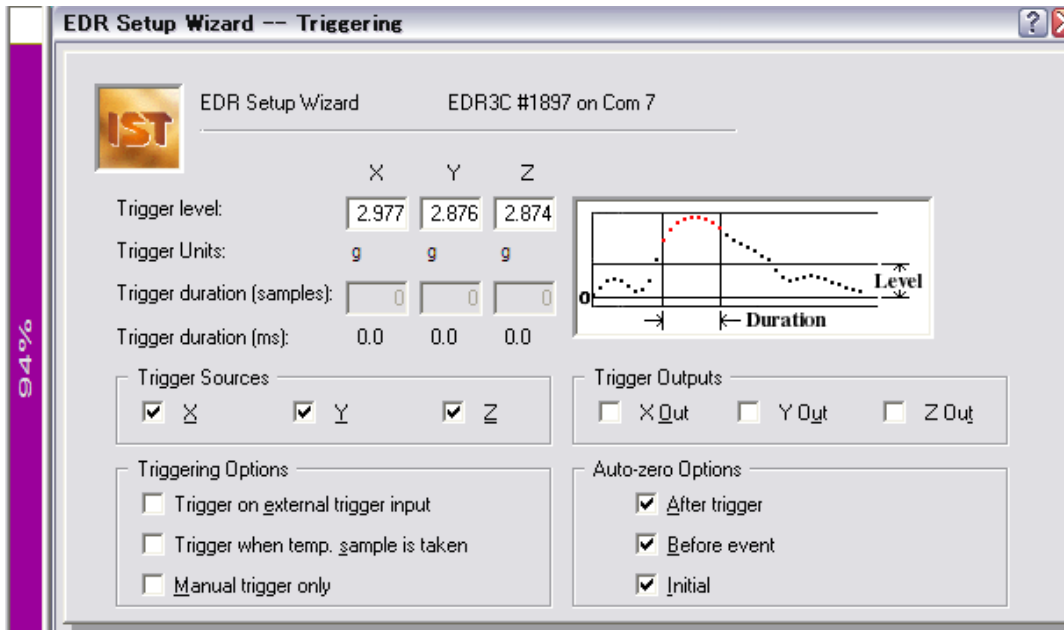 EDR Setup Wizard -- Triggering
94%
IST
EDR Setup Wizard EDR3C #1897 on Com 7
X Y Z
Trigger level: 2.977 2.876 2.874
Trigger Units: g g g
Trigger duration (samples): 0 0 0
Trigger duration (ms): 0.0 0.0 0.0
0
Level
Duration
Trigger Sources
X Y Z
Trigger Outputs
X Out Y Out Z Out
Triggering Options
Trigger on external trigger input
Trigger when temp. sample is taken
Manual trigger only
Auto-zero Options
After trigger
Before event
Initial